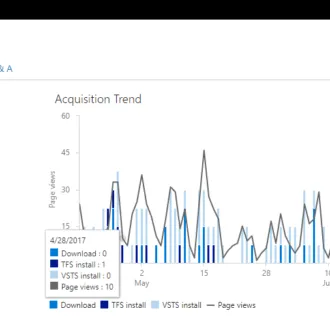 & A
Acquisition Trend
60
45
30
15
Page views
4/28/2017
Download : 0
TFS install : 1
VSTS install : 0
Page views : 10
2
15
28
10
May
Ju
Download TFS install VSTS install Page views